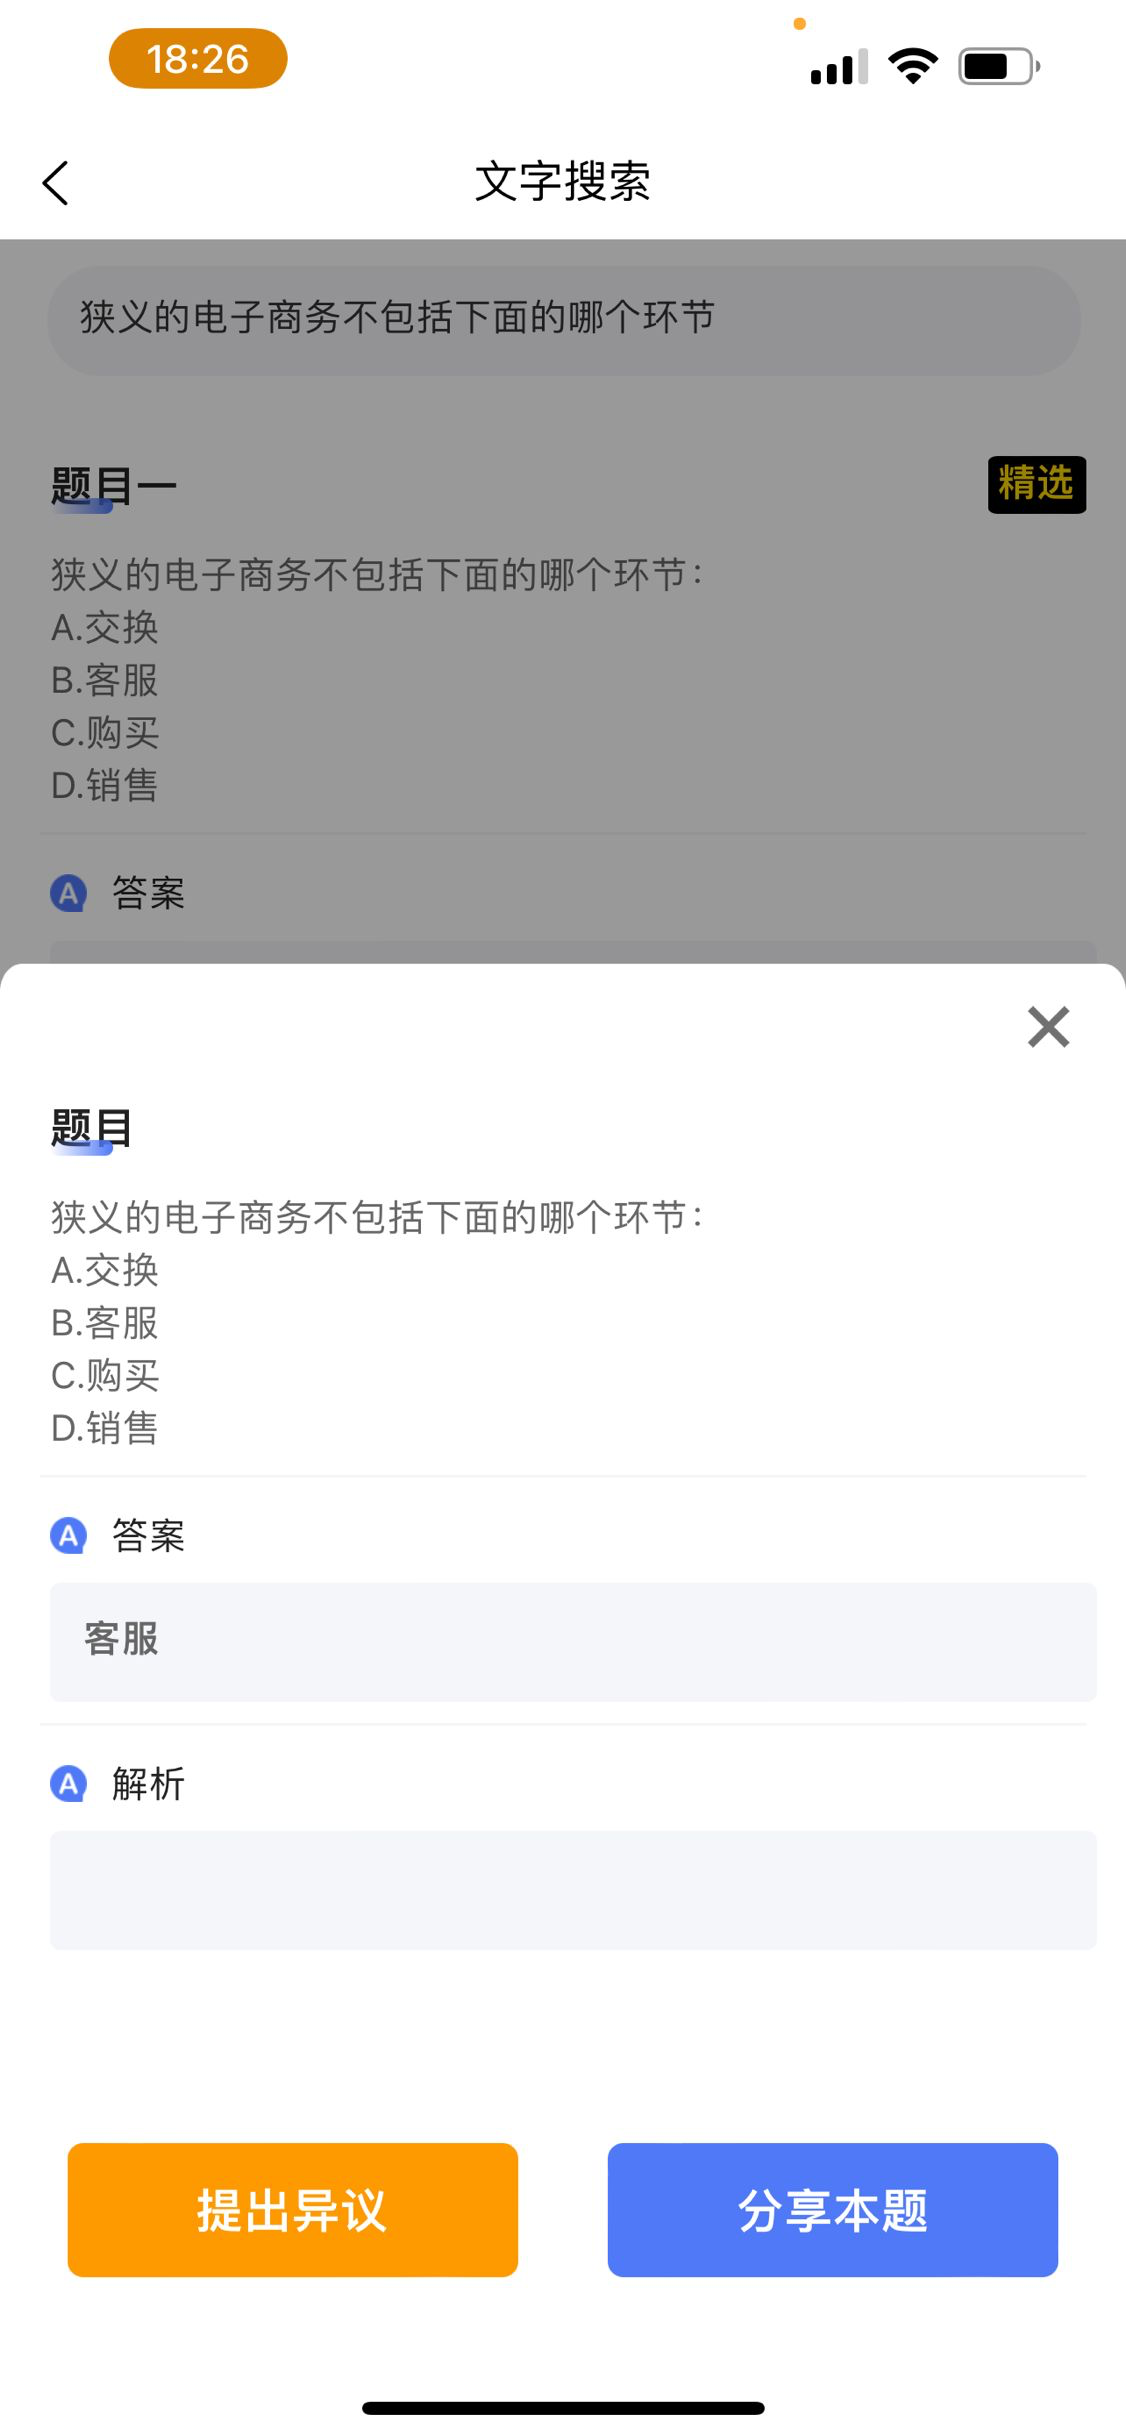 18:26
文字搜索
狭义的电子商务不包括下面的哪个环节
题目一
精选
狭义的电子商务不包括下面的哪个环节：
A.交换
B.客服
C.购买
D.销售
A 答案
题目
狭义的电子商务不包括下面的哪个环节：
A.交换
B.客服
C.购买
D.销售
A 答案
客服
A 解析
提出异议
分享本题